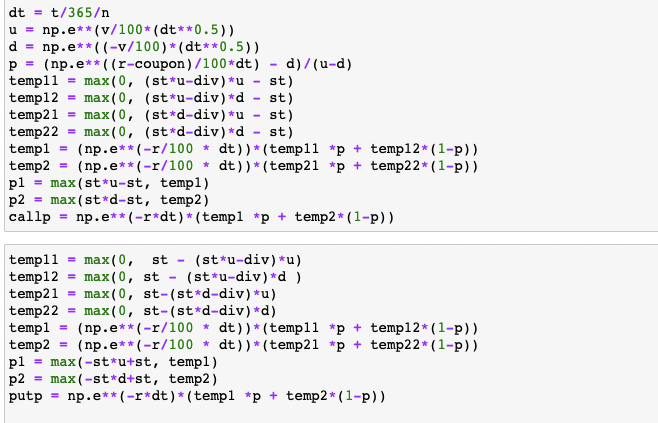 dt = t/365/n
u = np.e**(v/100*(dt**0.5))
d = np.e**((-v/100)*(dt**0.5))
p = (np.e**((r-coupon)/100*dt) - d)/(u-d)
temp11 = max(0, (st*u-div)*u - st)
temp12 = max(0, (st*u-div)*d - st)
temp21 = max(0, (st*d-div)*u - st)
temp22 = max(0, (st*d-div)*d - st)
temp1 = (np.e**(-r/100 * dt))*(temp11 *p + temp12*(1-p))
temp2 = (np.e**(-r/100 * dt))*(temp21 *p + temp22*(1-p))
p1 = max(st*u-st, temp1)
p2 = max(st*d-st, temp2)
callp = np.e**(-r*dt)*(temp1 *p + temp2*(1-p))
temp11 = max(0,  st - (st*u-div)*u)
temp12 = max(0, st - (st*u-div)*d )
temp21 = max(0, st-(st*d-div)*u)
temp22 = max(0, st-(st*d-div)*d)
temp1 = (np.e**(-r/100 * dt))*(temp11 *p + temp12*(1-p))
temp2 = (np.e**(-r/100 * dt))*(temp21 *p + temp22*(1-p))
p1 = max(-st*u+st, temp1)
p2 = max(-st*d+st, temp2)
putp = np.e**(-r*dt)*(temp1 *p + temp2*(1-p))